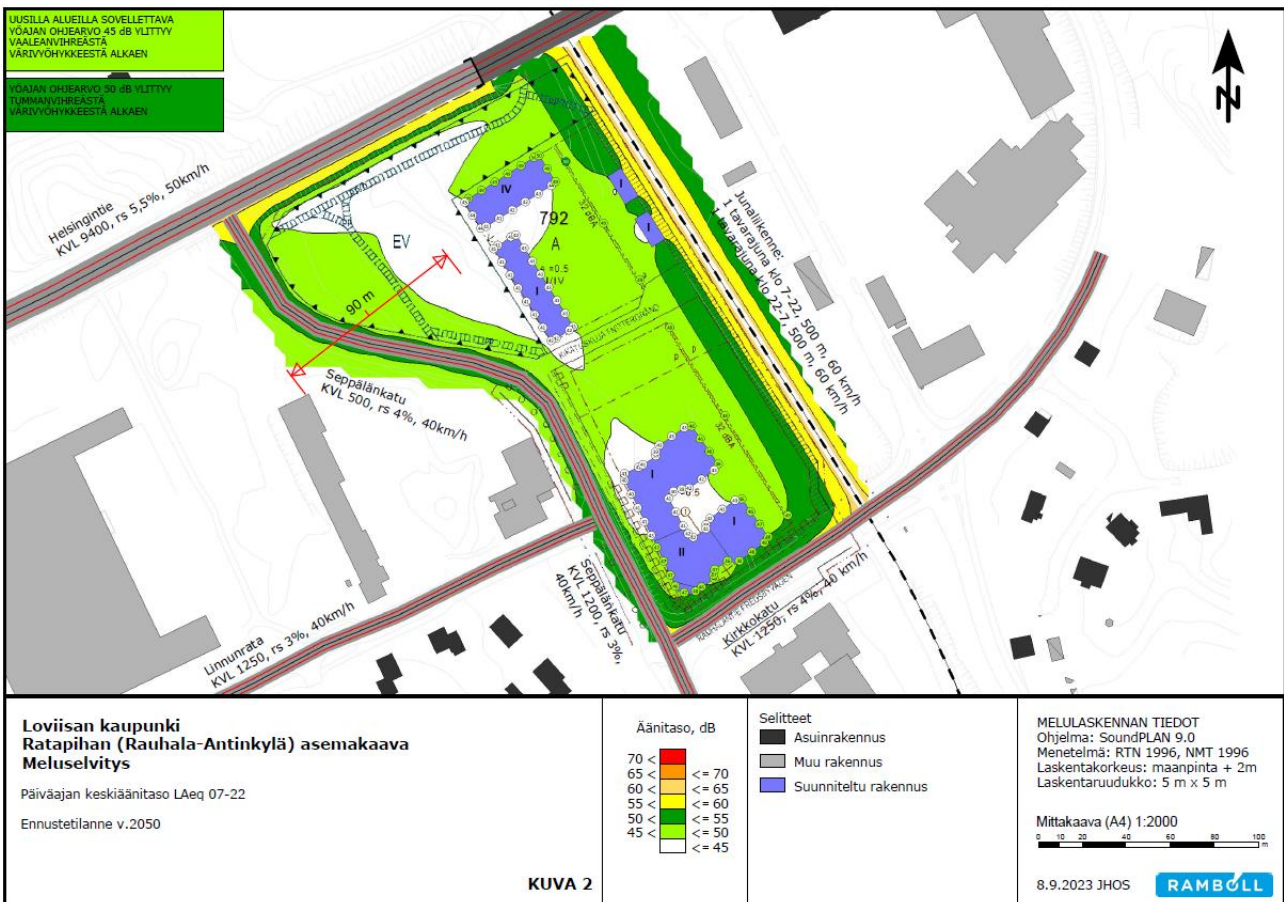 UUSILLA ALUEILLA SOVELLETTAVA
YÖAJAN OHJEARVO 45 dB YLITTYY
VAALEANVIHREÄSTÄ
VÄRIVYÖHYKKEESTÄ ALKAEN
YÖAJAN OHJEARVO 50 dB YLITTYY
TUMMANVIHREÄSTÄ
VÄRIVYÖHYKKEESTÄ ALKAEN
N
Helsingintie
KVL 9400, rs 5,5%, 50km/h
EV
90 m
IV
792
A
I
I
I
32 dBA
Junaliikenne:
1 tavarajuna klo 7-22, 500 m, 60 km/h
1 tavarajuna klo 22-7, 500 m, 60 km/h
Seppälänkatu
KVL 500, rs 4%, 40km/h
32 dBA
I
I
II
Seppälänkatu
KVL 1200, rs 3%,
40km/h
Linnunrata
KVL 1250, rs 3%, 40km/h
Kirkkokatu
KVL 1250, rs 4%, 40 km/h
Loviisan kaupunki
Ratapihan (Rauhala-Antinkylä) asemakaava
Meluselvitys
Päiväajan keskiäänitaso LAeq 07-22
Ennustetilanne v.2050
KUVA 2
Äänitaso, dB
70 <
65 < <= 70
60 < <= 65
55 < <= 60
50 < <= 55
45 < <= 50
<= 45
Selitteet
Asuinrakennus
Muu rakennus
Suunniteltu rakennus
MELULASKENNAN TIEDOT
Ohjelma: SoundPLAN 9.0
Menetelmä: RTN 1996, NMT 1996
Laskentakorkeus: maanpinta + 2m
Laskentaruudukko: 5 m x 5 m
Mittakaava (A4) 1:2000
0 10 20 40 60 80 100
m
8.9.2023 JHOS
RAMBOLL